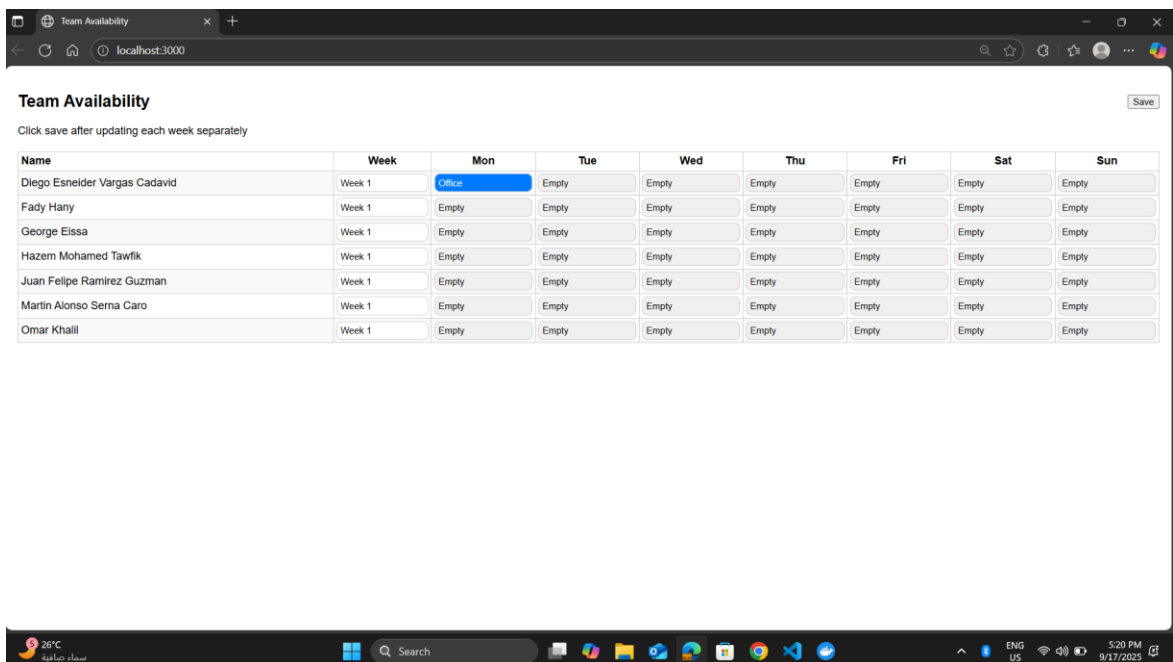 Team Availability
localhost:3000
Team Availability
Save
Click save after updating each week separately
Name Week Mon Tue Wed Thu Fri Sat Sun
Diego Esneider Vargas Cadavid Week 1 Office Empty Empty Empty Empty Empty Empty
Fady Hany Week 1 Empty Empty Empty Empty Empty Empty Empty
George Eissa Week 1 Empty Empty Empty Empty Empty Empty Empty
Hazem Mohamed Tawfik Week 1 Empty Empty Empty Empty Empty Empty Empty
Juan Felipe Ramirez Guzman Week 1 Empty Empty Empty Empty Empty Empty Empty
Martin Alonso Serna Caro Week 1 Empty Empty Empty Empty Empty Empty Empty
Omar Khalil Week 1 Empty Empty Empty Empty Empty Empty Empty
5 26°C
سماء صافية
Search
ENG
US
5:20 PM
9/17/2025